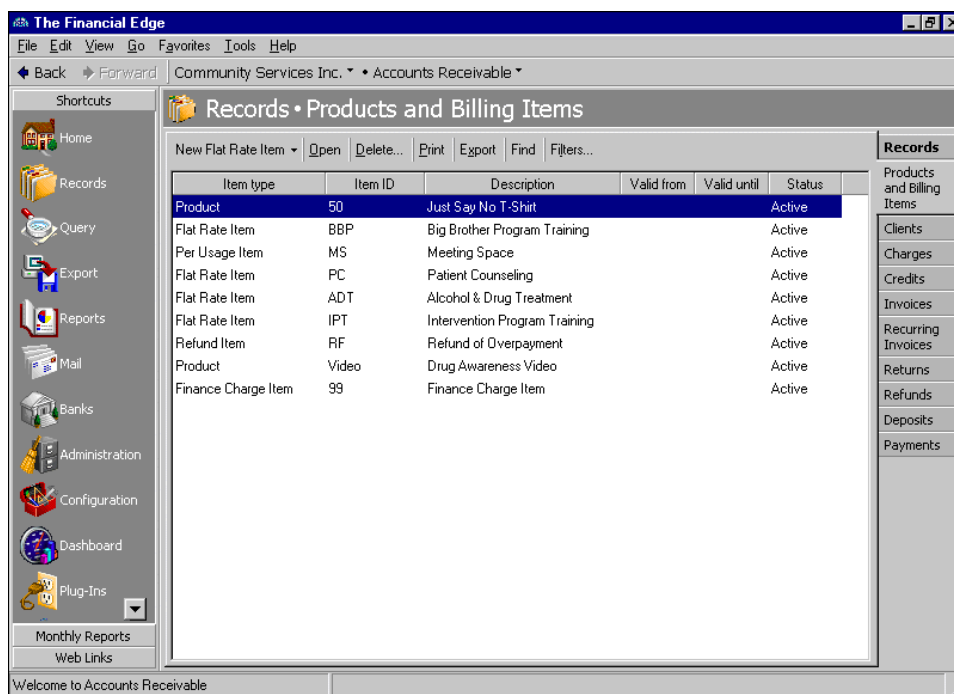 The Financial Edge
File Edit View Go Favorites Tools Help
Back Forward Community Services Inc. • Accounts Receivable
Shortcuts
Home
Records
Query
Export
Reports
Mail
Banks
Administration
Configuration
Dashboard
Plug-Ins
Monthly Reports
Web Links
Records • Products and Billing Items
New Flat Rate Item Open Delete... Print Export Find Filters...
Item type Item ID Description Valid from Valid until Status
Product 50 Just Say No T-Shirt Active
Flat Rate Item BBP Big Brother Program Training Active
Per Usage Item MS Meeting Space Active
Flat Rate Item PC Patient Counseling Active
Flat Rate Item ADT Alcohol & Drug Treatment Active
Flat Rate Item IPT Intervention Program Training Active
Refund Item RF Refund of Overpayment Active
Product Video Drug Awareness Video Active
Finance Charge Item 99 Finance Charge Item Active
Records
Products
and Billing
Items
Clients
Charges
Credits
Invoices
Recurring
Invoices
Returns
Refunds
Deposits
Payments
Welcome to Accounts Receivable